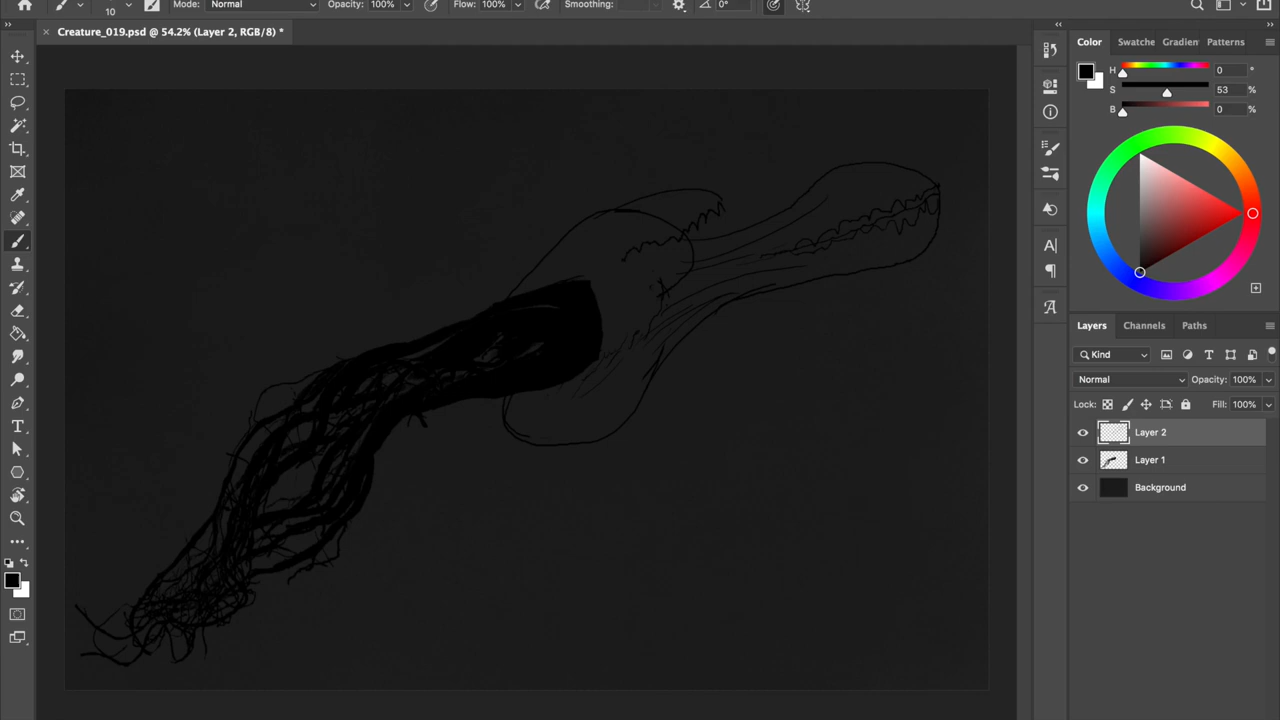 Mode: Normal Opacity: 100% Flow: 100% Smoothing: 0°
10
Creature_019.psd @ 54.2% (Layer 2, RGB/8) *
Color Swatche Gradien Patterns
H 0 °
S 53 %
B 0 %
Layers Channels Paths
Kind
Normal Opacity: 100%
Lock: Fill: 100%
Layer 2
Layer 1
Background